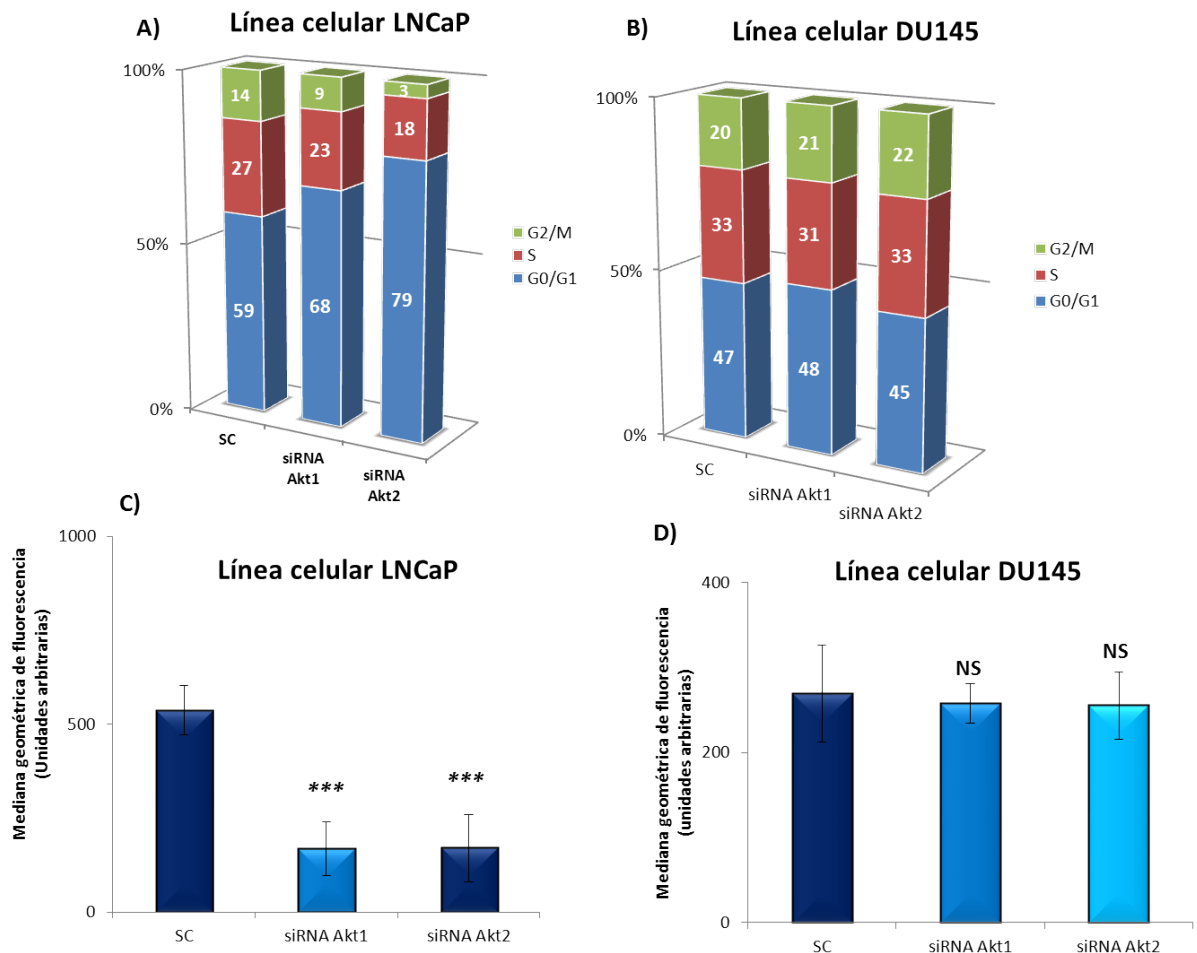 A)
Línea celular LNCaP
100%
50%
0%
14
27
59
9
23
68
3
18
79
SC
siRNA
Akt1
siRNA
Akt2
G2/M
S
G0/G1
B)
Línea celular DU145
100%
50%
0%
20
33
47
21
31
48
22
33
45
SC
siRNA Akt1
siRNA Akt2
G2/M
S
G0/G1
C)
Línea celular LNCaP
Mediana geométrica de fluorescencia
(Unidades arbitrarias)
1000
500
0
***
***
SC
siRNA Akt1
siRNA Akt2
D)
Línea celular DU145
Mediana geométrica de fluorescencia
(unidades arbitrarias)
400
200
0
NS
NS
SC
siRNA Akt1
siRNA Akt2